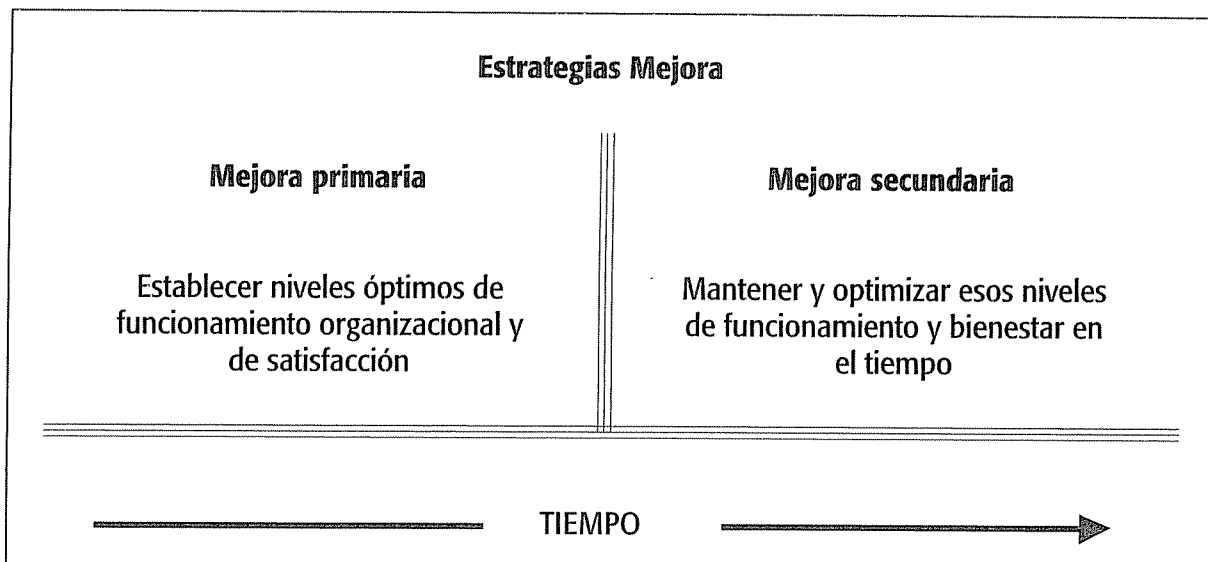 Estrategias Mejora
Mejora primaria
Establecer niveles óptimos de
funcionamiento organizacional y
de satisfacción
Mejora secundaria
Mantener y optimizar esos niveles
de funcionamiento y bienestar en
el tiempo
TIEMPO